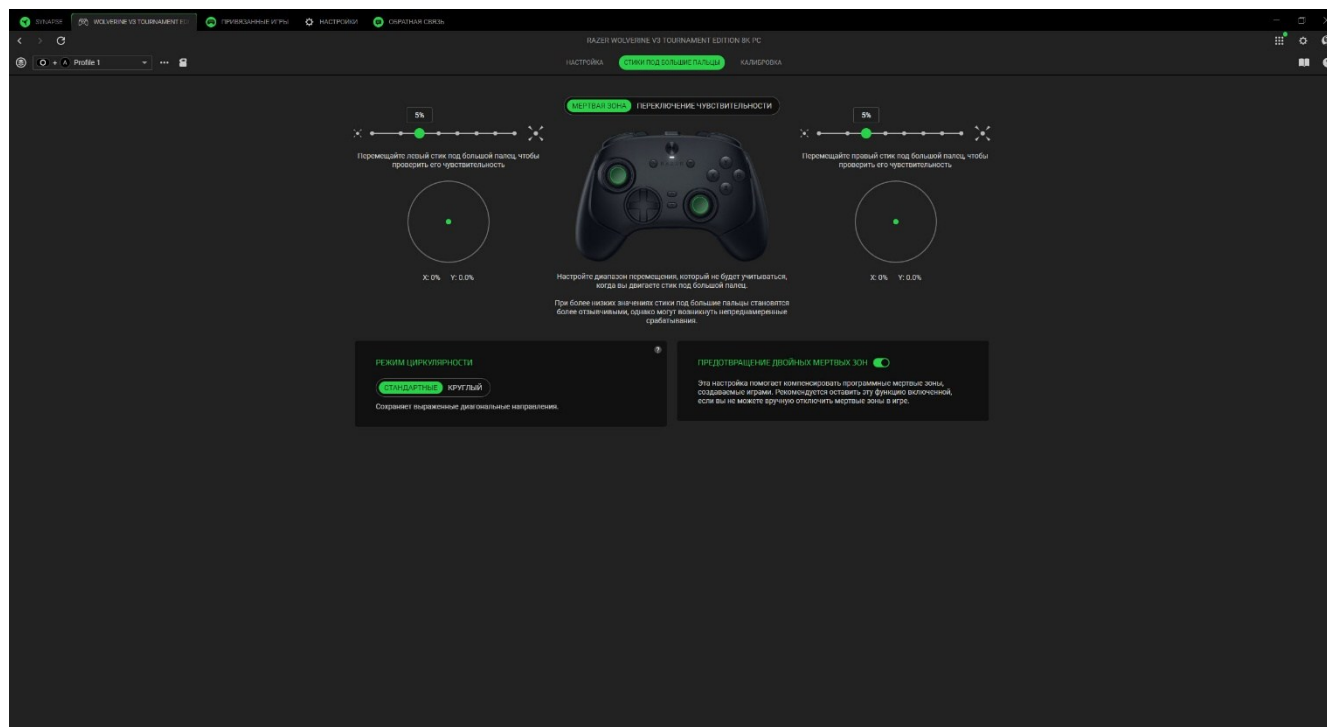 SYNAPSE
WOLVERINE V3 TOURNAMENT ED
ПРИВЯЗАННЫЕ ИГРЫ
НАСТРОЙКИ
ОБРАТНАЯ СВЯЗЬ
RAZER WOLVERINE V3 TOURNAMENT EDITION 8K PC
+ A Profile 1
НАСТРОЙКА
СТИКИ ПОД БОЛЬШИЕ ПАЛЬЦЫ
КАЛИБРОВКА
МЕРТВАЯ ЗОНА
ПЕРЕКЛЮЧЕНИЕ ЧУВСТВИТЕЛЬНОСТИ
5%
Перемещайте левый стик под большой палец, чтобы
проверить его чувствительность
X: 0% Y: 0.0%
5%
Перемещайте правый стик под большой палец, чтобы
проверить его чувствительность
X: 0% Y: 0.0%
Настройте диапазон перемещения, который не будет учитываться,
когда вы двигаете стик под большой палец.
При более низких значениях стики под большие пальцы становятся
более отзывчивыми, однако могут возникнуть непреднамеренные
срабатывания.
РЕЖИМ ЦИРКУЛЯРНОСТИ
?
СТАНДАРТНЫЕ
КРУГЛЫЙ
Сохраняет выраженные диагональные направления.
ПРЕДОТВРАЩЕНИЕ ДВОЙНЫХ МЕРТВЫХ ЗОН
Эта настройка помогает компенсировать программные мертвые зоны,
создаваемые играми. Рекомендуется оставить эту функцию включенной,
если вы не можете вручную отключить мертвые зоны в игре.